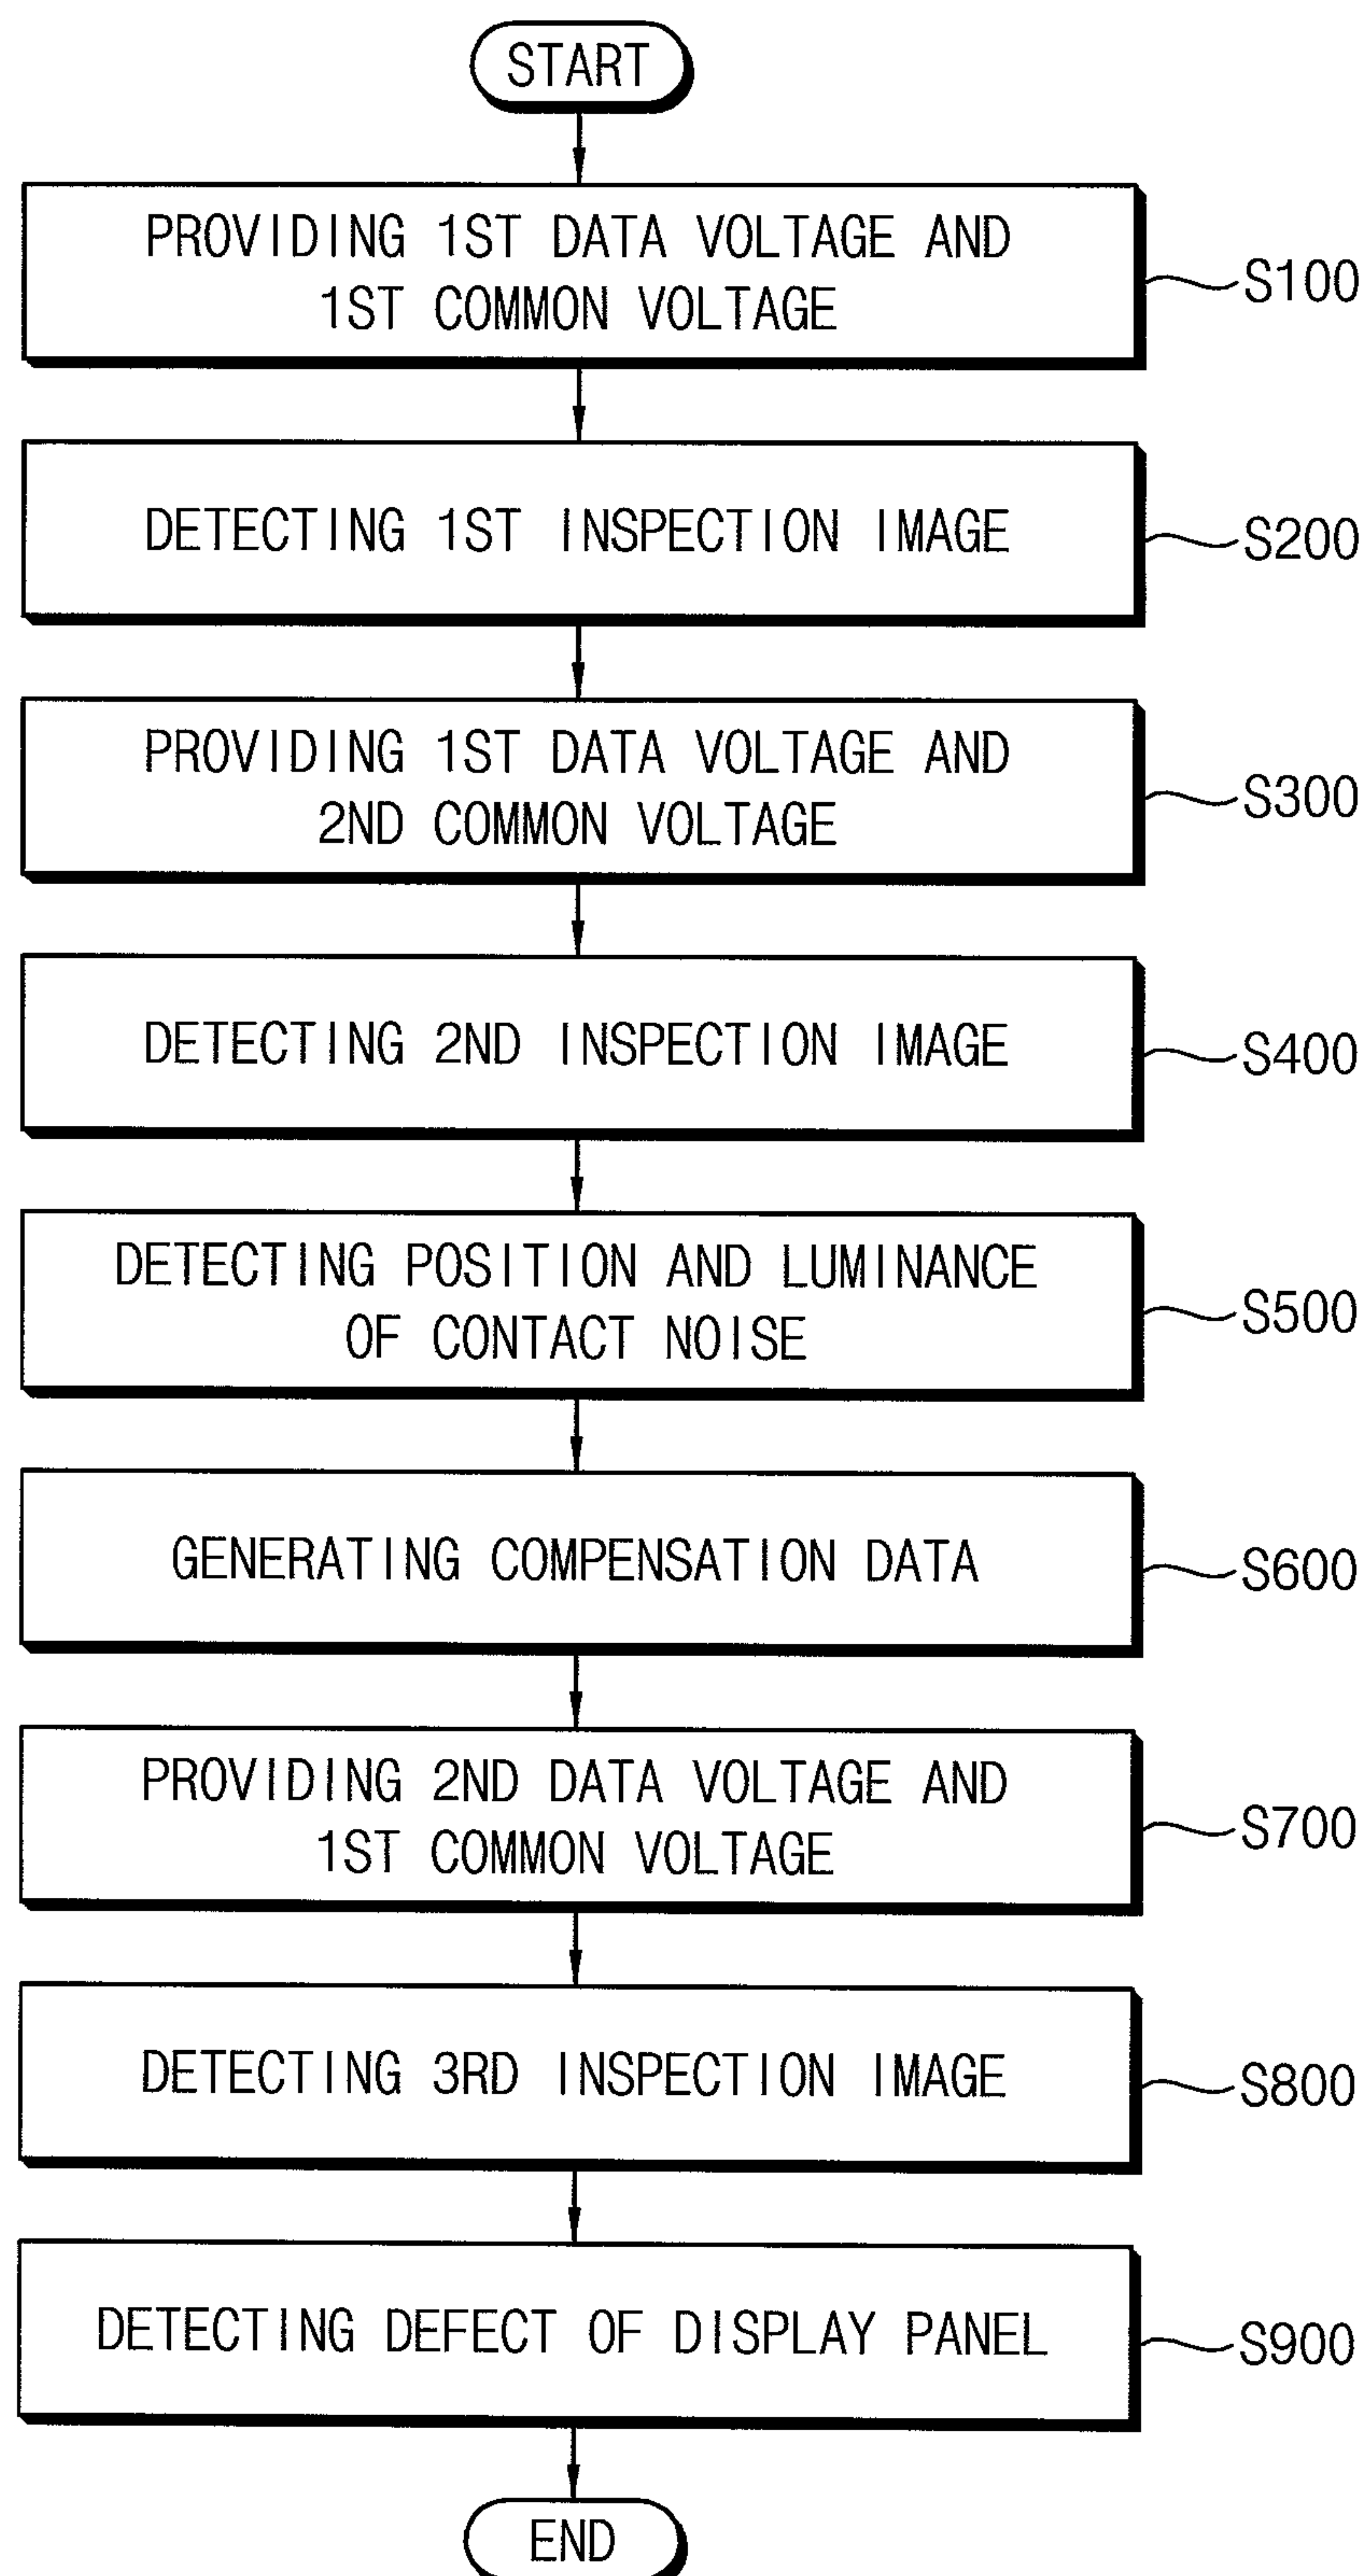 START
PROVIDING 1ST DATA VOLTAGE AND
1ST COMMON VOLTAGE
S100
DETECTING 1ST INSPECTION IMAGE
S200
PROVIDING 1ST DATA VOLTAGE AND
2ND COMMON VOLTAGE
S300
DETECTING 2ND INSPECTION IMAGE
S400
DETECTING POSITION AND LUMINANCE
OF CONTACT NOISE
S500
GENERATING COMPENSATION DATA
S600
PROVIDING 2ND DATA VOLTAGE AND
1ST COMMON VOLTAGE
S700
DETECTING 3RD INSPECTION IMAGE
S800
DETECTING DEFECT OF DISPLAY PANEL
S900
END